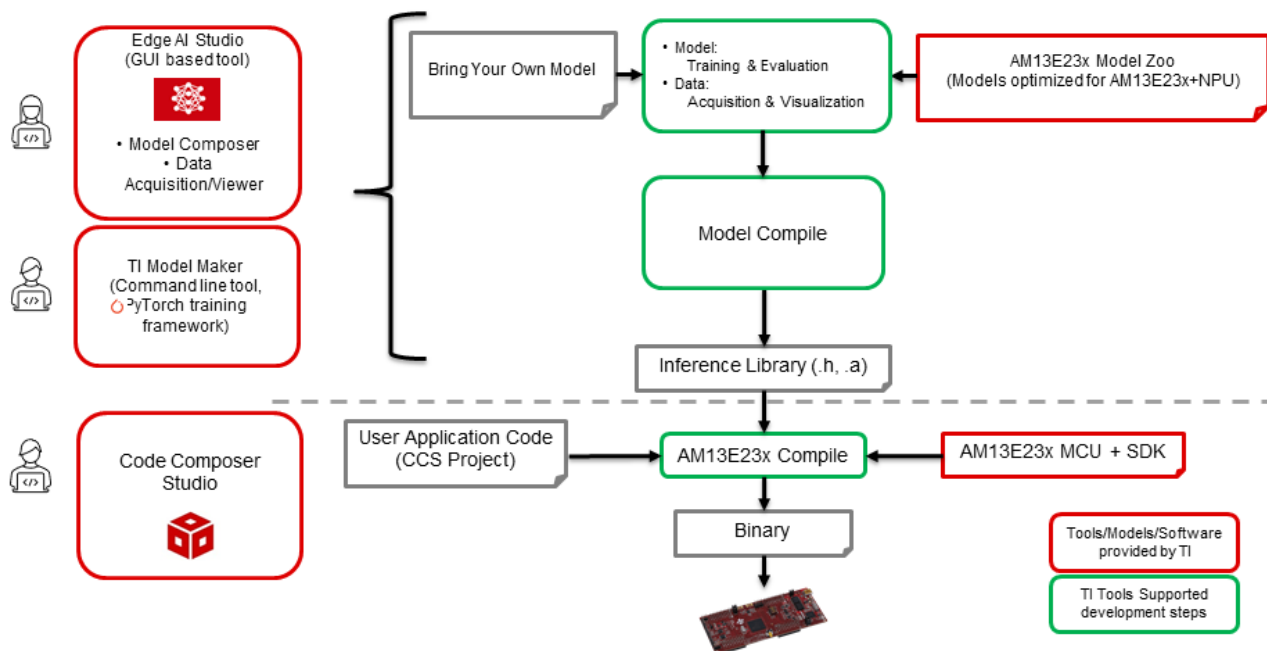 Edge AI Studio
(GUI based tool)
• Model Composer
• Data
Acquisition/Viewer
TI Model Maker
(Command line tool,
PyTorch training
framework)
Bring Your Own Model
• Model:
Training & Evaluation
• Data:
Acquisition & Visualization
AM13E23x Model Zoo
(Models optimized for AM13E23x+NPU)
Model Compile
Inference Library (.h, .a)
Code Composer
Studio
User Application Code
(CCS Project)
AM13E23x Compile
AM13E23x MCU + SDK
Binary
Tools/Models/Software
provided by TI
TI Tools Supported
development steps